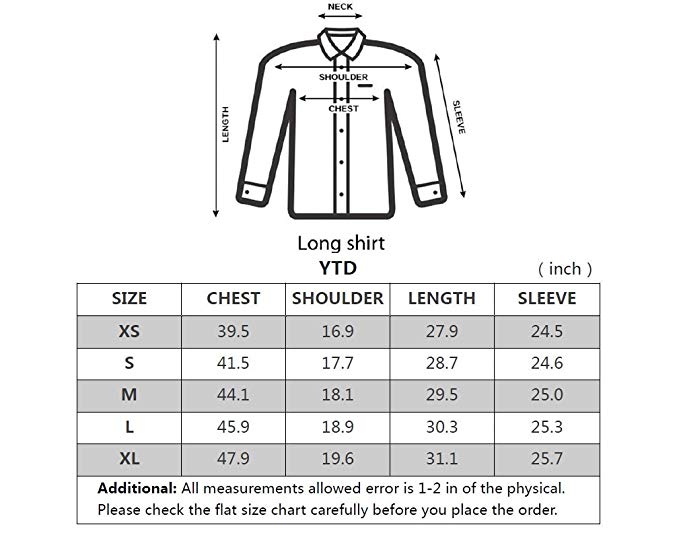 NECK
SHOULDER
CHEST
LENGTH
SLEEVE
Long shirt
YTD
( inch )
SIZE CHEST SHOULDER LENGTH SLEEVE
XS 39.5 16.9 27.9 24.5
S 41.5 17.7 28.7 24.6
M 44.1 18.1 29.5 25.0
L 45.9 18.9 30.3 25.3
XL 47.9 19.6 31.1 25.7
Additional: All measurements allowed error is 1-2 in of the physical.
Please check the flat size chart carefully before you place the order.